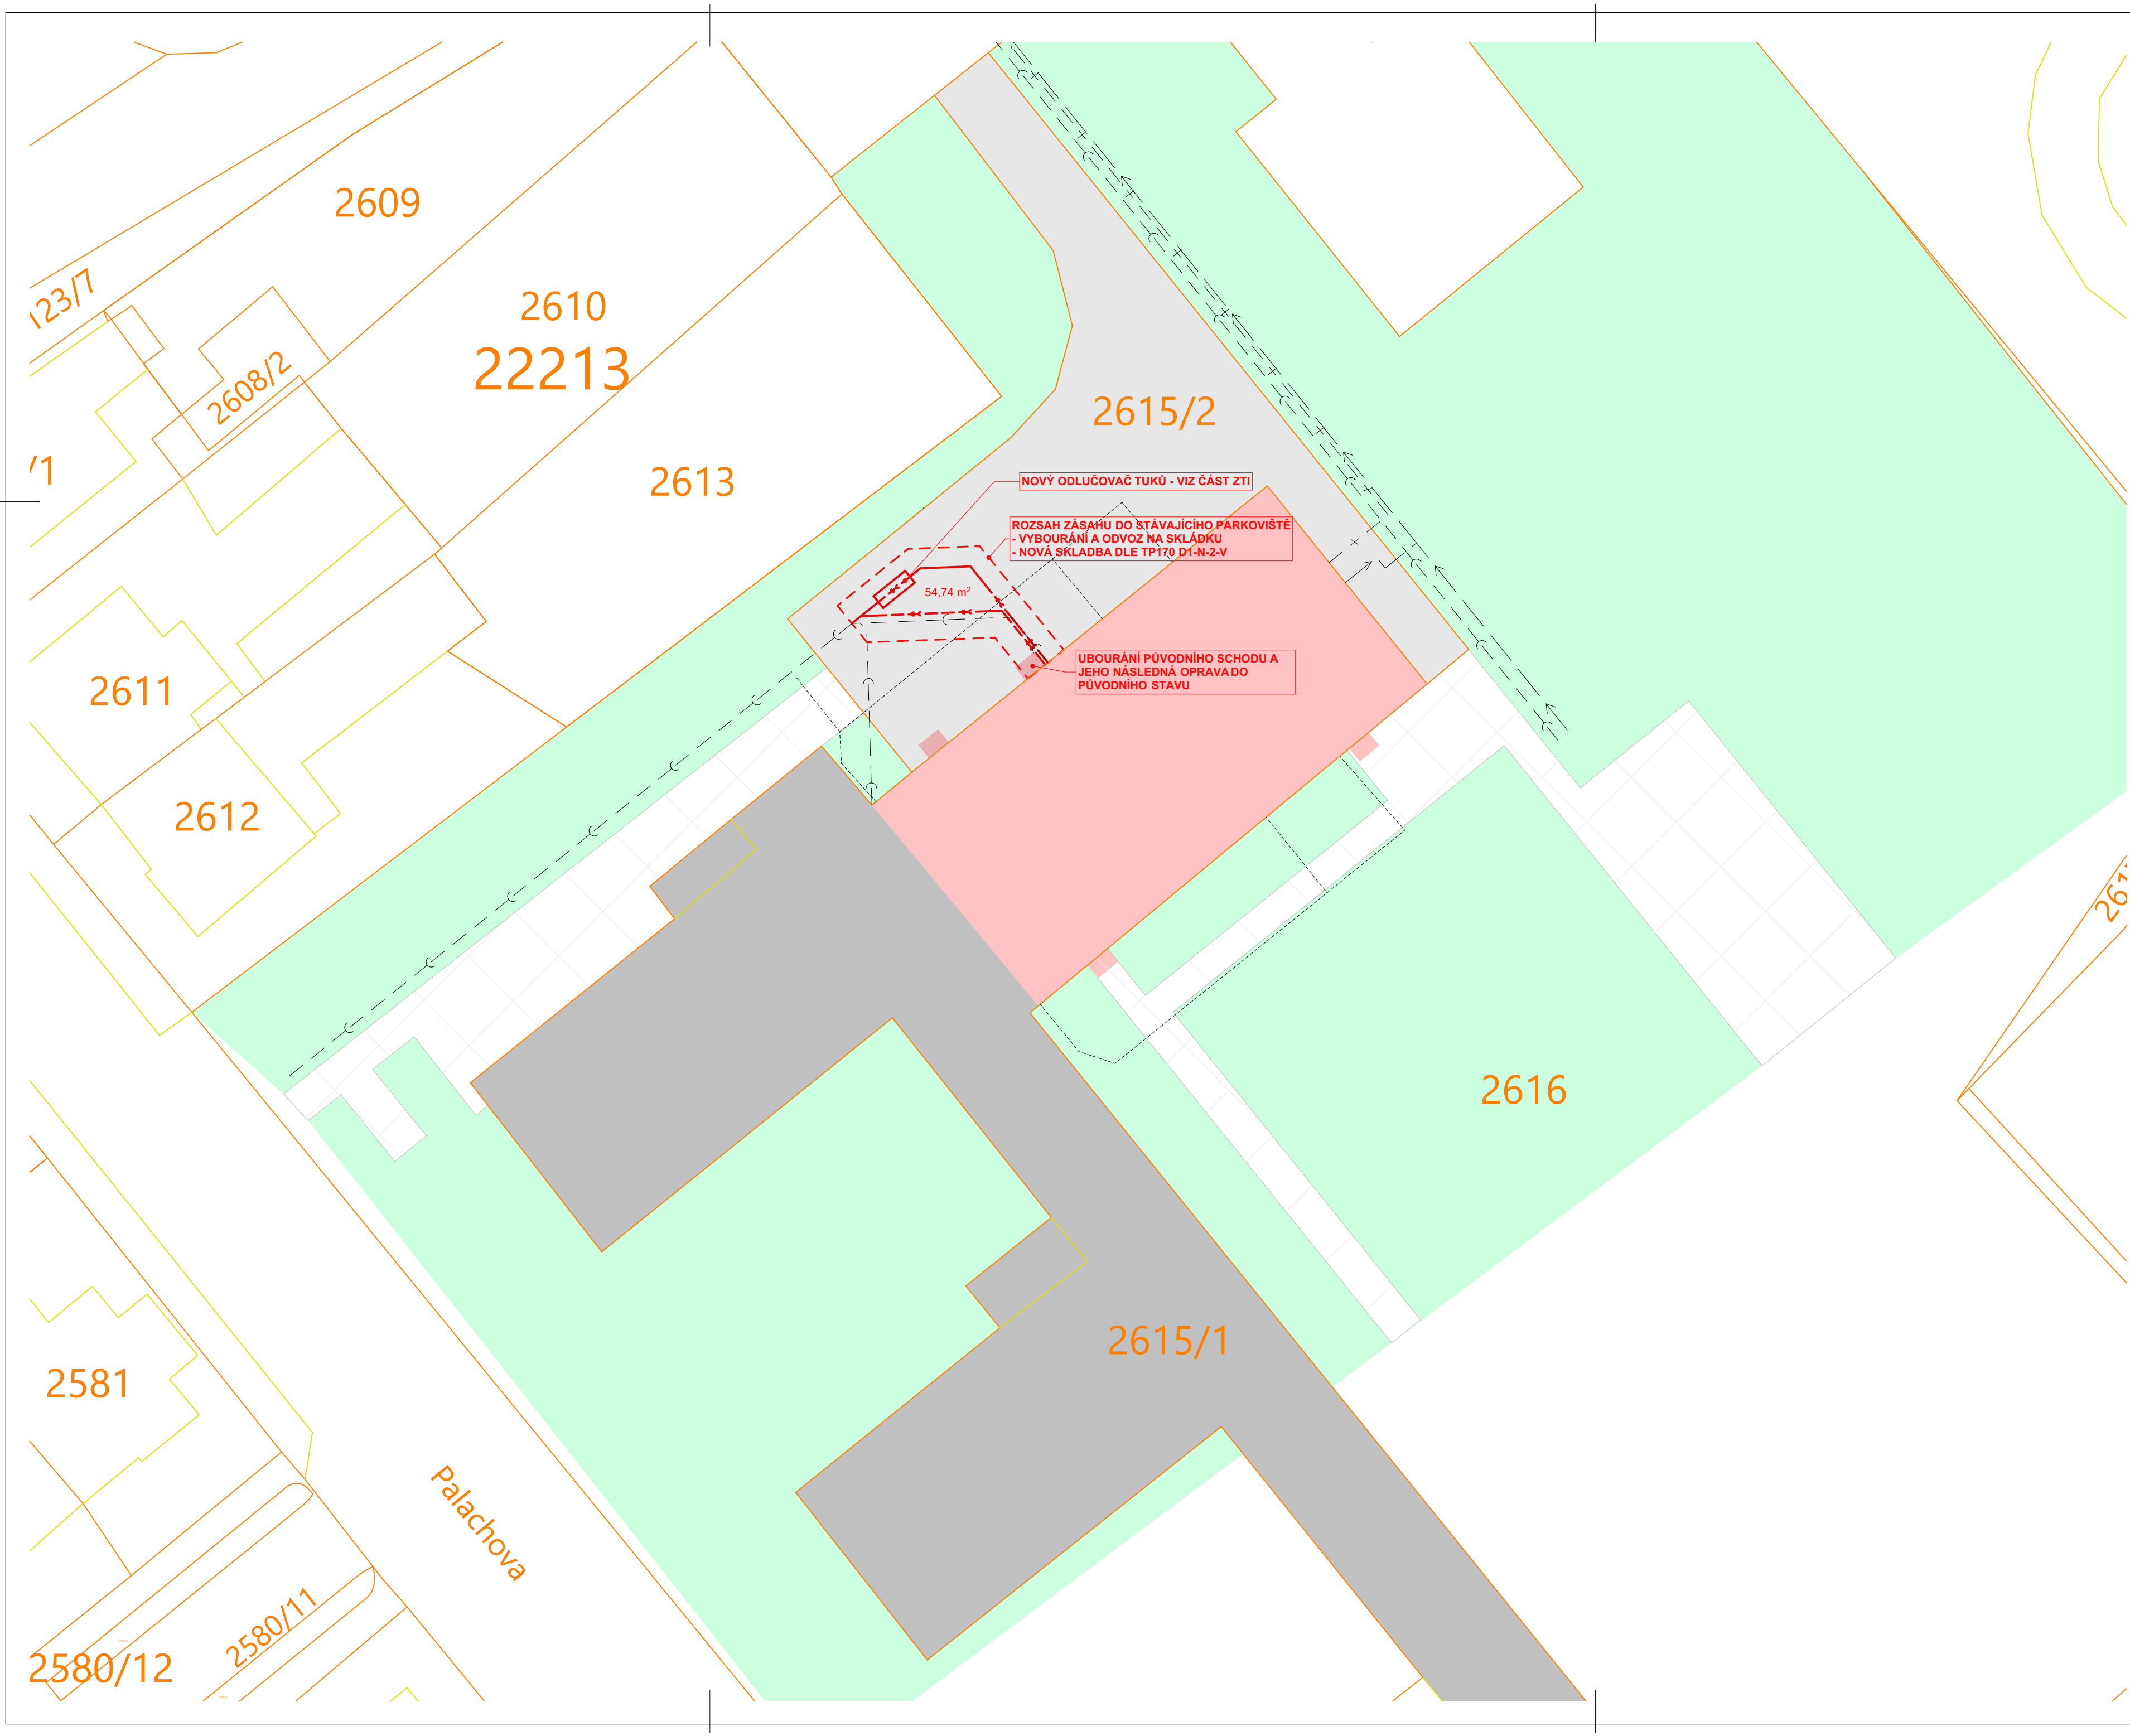 2609
123/7
2610
22213
2608/2
2615/2
/1
2613
NOVÝ ODLUČOVAČ TUKŮ - VIZ ČÁST ZTI
ROZSAH ZÁSAHU DO STÁVAJÍCÍHO PARKOVIŠTĚ
- VYBOURÁNÍ A ODVOZ NA SKLÁDKU
- NOVÁ SKLADBA DLE TP170 D1-N-2-V
54,74 m²
UBOURÁNÍ PŮVODNÍHO SCHODU A
JEHO NÁSLEDNÁ OPRAVA DO
PŮVODNÍHO STAVU
2611
2612
2616
2615/1
2581
Palachova
2580/11
2580/12